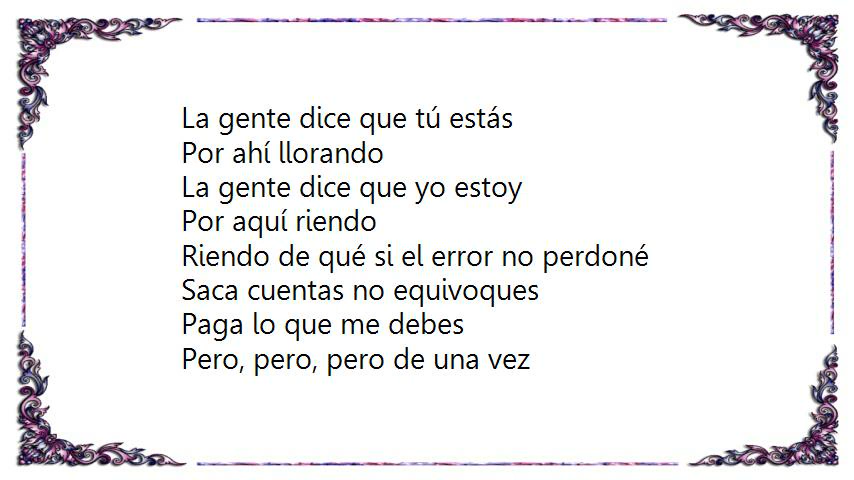 La gente dice que tú estás
Por ahí llorando
La gente dice que yo estoy
Por aquí riendo
Riendo de qué si el error no perdoné
Saca cuentas no equivoques
Paga lo que me debes
Pero, pero, pero de una vez